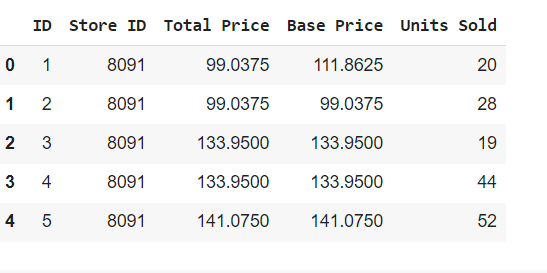 ID Store ID Total Price Base Price Units Sold
0 1 8091 99.0375 111.8625 20
1 2 8091 99.0375 99.0375 28
2 3 8091 133.9500 133.9500 19
3 4 8091 133.9500 133.9500 44
4 5 8091 141.0750 141.0750 52